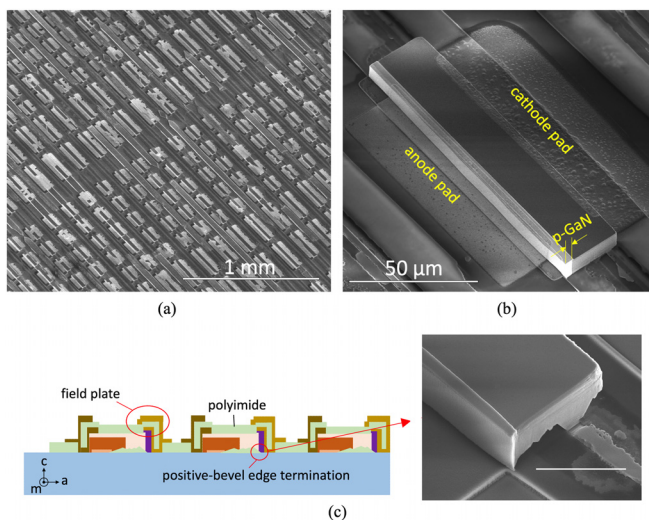 1 mm
(a)
cathode pad
anode pad
p-GaN
50 µm
(b)
field plate
polyimide
c
m
a
positive-bevel edge termination
(c)